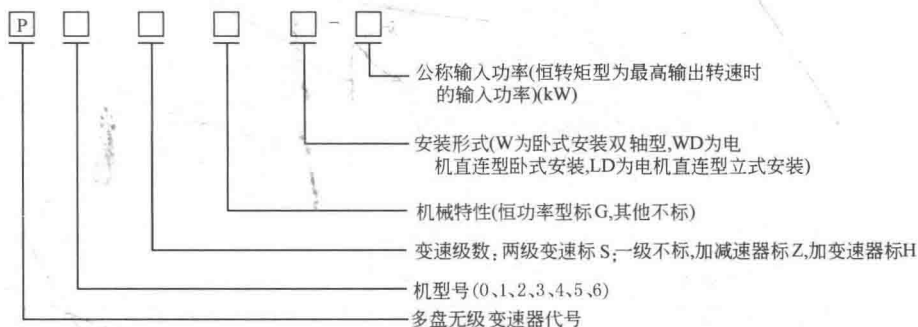 P □ □ □ □ - □
公称输入功率(恒转矩型为最高输出转速时
的输入功率)(kW)
安装形式(W为卧式安装双轴型,WD为电
机直连型卧式安装,LD为电机直连型立式安装)
机械特性(恒功率型标G,其他不标)
变速级数:两级变速标S;一级不标,加减速器标Z,加变速器标H
机型号(0、1、2、3、4、5、6)
多盘无级变速器代号